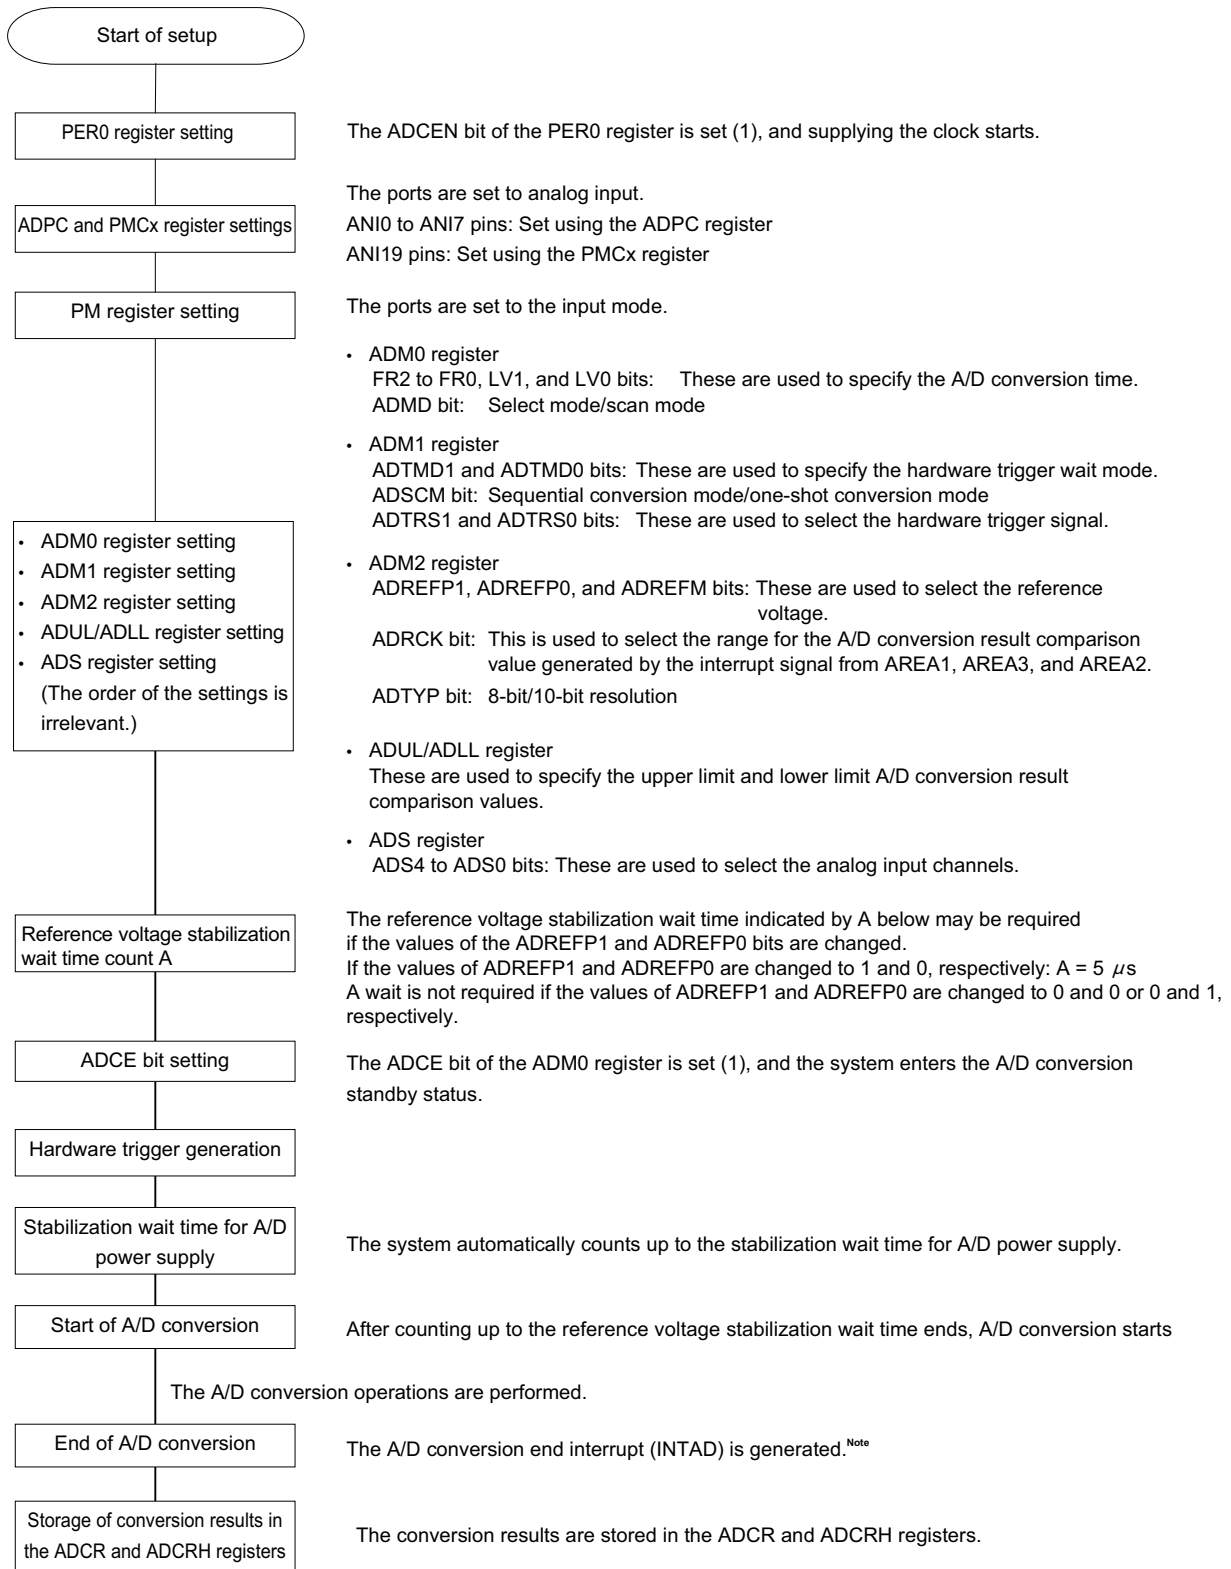 Start of setup
PER0 register setting
The ADCEN bit of the PER0 register is set (1), and supplying the clock starts.
ADPC and PMCx register settings
The ports are set to analog input.
ANI0 to ANI7 pins: Set using the ADPC register
ANI19 pins: Set using the PMCx register
PM register setting
The ports are set to the input mode.
• ADM0 register setting
• ADM1 register setting
• ADM2 register setting
• ADUL/ADLL register setting
• ADS register setting
(The order of the settings is
irrelevant.)
• ADM0 register
FR2 to FR0, LV1, and LV0 bits: These are used to specify the A/D conversion time.
ADMD bit: Select mode/scan mode
• ADM1 register
ADTMD1 and ADTMD0 bits: These are used to specify the hardware trigger wait mode.
ADSCM bit: Sequential conversion mode/one-shot conversion mode
ADTRS1 and ADTRS0 bits: These are used to select the hardware trigger signal.
• ADM2 register
ADREFP1, ADREFP0, and ADREFM bits: These are used to select the reference
voltage.
ADRCK bit: This is used to select the range for the A/D conversion result comparison
value generated by the interrupt signal from AREA1, AREA3, and AREA2.
ADTYP bit: 8-bit/10-bit resolution
• ADUL/ADLL register
These are used to specify the upper limit and lower limit A/D conversion result
comparison values.
• ADS register
ADS4 to ADS0 bits: These are used to select the analog input channels.
Reference voltage stabilization
wait time count A
The reference voltage stabilization wait time indicated by A below may be required
if the values of the ADREFP1 and ADREFP0 bits are changed.
If the values of ADREFP1 and ADREFP0 are changed to 1 and 0, respectively: A = 5 μs
A wait is not required if the values of ADREFP1 and ADREFP0 are changed to 0 and 0 or 0 and 1,
respectively.
ADCE bit setting
The ADCE bit of the ADM0 register is set (1), and the system enters the A/D conversion
standby status.
Hardware trigger generation
Stabilization wait time for A/D
power supply
The system automatically counts up to the stabilization wait time for A/D power supply.
Start of A/D conversion
After counting up to the reference voltage stabilization wait time ends, A/D conversion starts
The A/D conversion operations are performed.
End of A/D conversion
The A/D conversion end interrupt (INTAD) is generated.Note
Storage of conversion results in
the ADCR and ADCRH registers
The conversion results are stored in the ADCR and ADCRH registers.